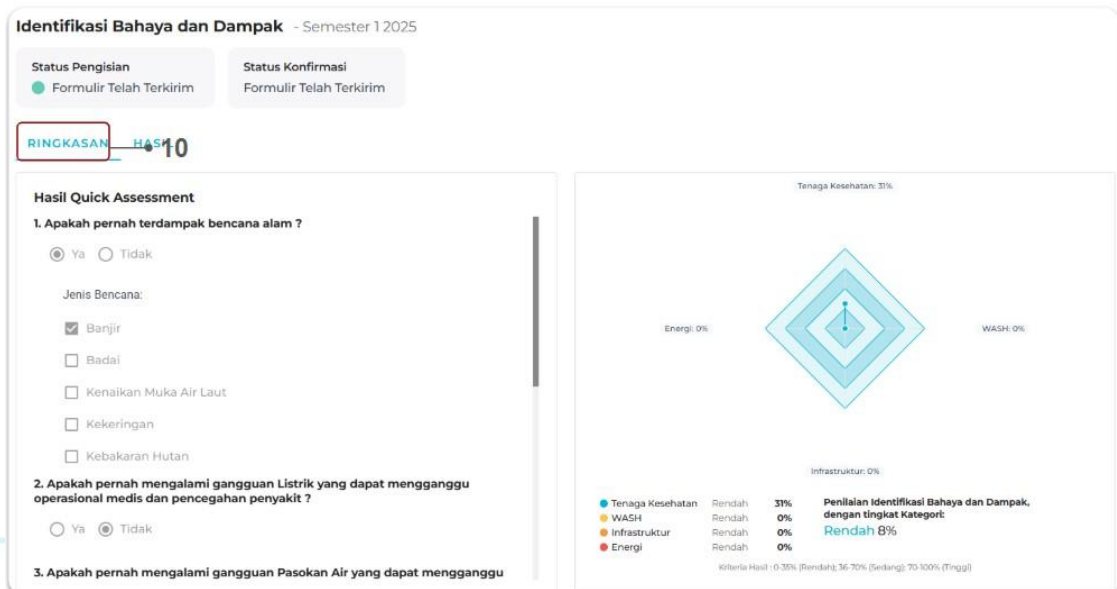 Identifikasi Bahaya dan Dampak - Semester 1 2025
Status Pengisian
Formulir Telah Terkirim
Status Konfirmasi
Formulir Telah Terkirim
RINGKASAN
10
Hasil Quick Assessment
1. Apakah pernah terdampak bencana alam ?
Ya Tidak
Jenis Bencana:
Banjir
Badai
Kenaikan Muka Air Laut
Kekeringan
Kebakaran Hutan
2. Apakah pernah mengalami gangguan Listrik yang dapat mengganggu
operasional medis dan pencegahan penyakit ?
Ya Tidak
3. Apakah pernah mengalami gangguan Pasokan Air yang dapat mengganggu
Tenaga Kesehatan: 31%
Energi: 0%
WASH: 0%
Infrastruktur: 0%
Tenaga Kesehatan Rendah 31%
WASH Rendah 0%
Infrastruktur Rendah 0%
Energi Rendah 0%
Penilaian Identifikasi Bahaya dan Dampak,
dengan tingkat Kategori:
Rendah 8%
Kriteria Hasil : 0-35% (Rendah); 36-70% (Sedang); 70-100% (Tinggi)